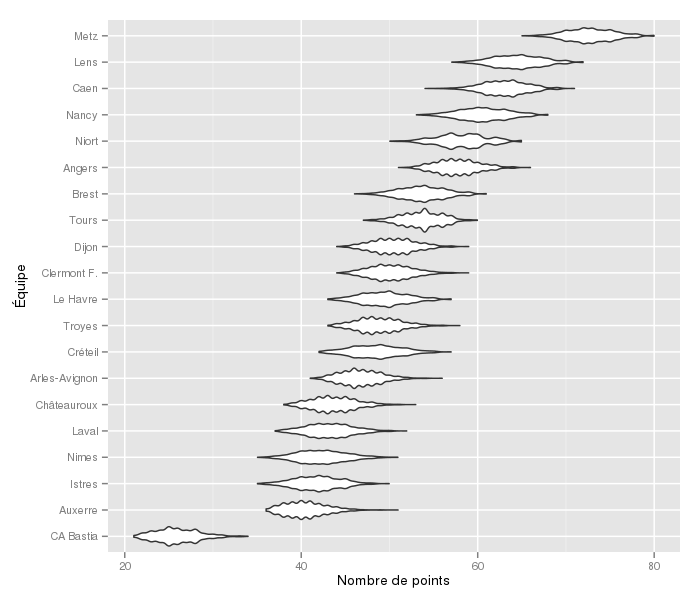 Équipe
Metz
Lens
Caen
Nancy
Niort
Angers
Brest
Tours
Dijon
Clermont F.
Le Havre
Troyes
Créteil
Arles-Avignon
Châteauroux
Laval
Nimes
Istres
Auxerre
CA Bastia
20 40 60 80
Nombre de points